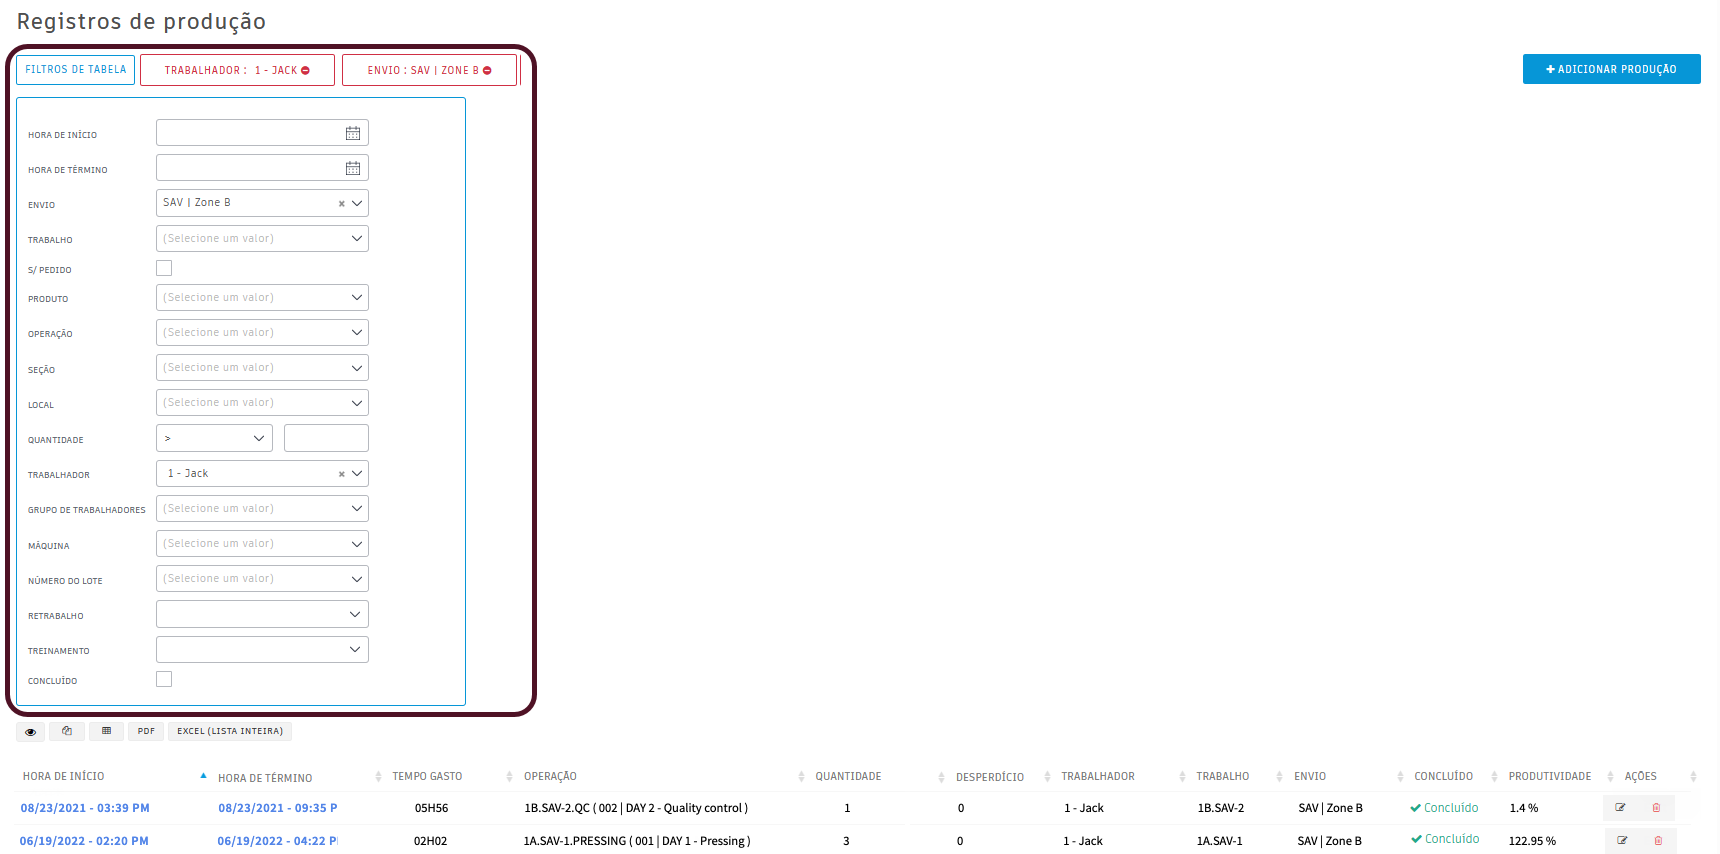 Registros de produção
FILTROS DE TABELA TRABALHADOR : 1 - JACK ENVIO : SAV | ZONE B ADICIONAR PRODUÇÃO
HORA DE INÍCIO
HORA DE TÉRMINO
ENVIO SAV | Zone B
TRABALHO (Selecione um valor)
S/ PEDIDO
PRODUTO (Selecione um valor)
OPERAÇÃO (Selecione um valor)
SEÇÃO (Selecione um valor)
LOCAL (Selecione um valor)
QUANTIDADE >
TRABALHADOR 1 - Jack
GRUPO DE TRABALHADORES (Selecione um valor)
MÁQUINA (Selecione um valor)
NÚMERO DO LOTE (Selecione um valor)
RETRABALHO
TREINAMENTO
CONCLUÍDO
PDF EXCEL (LISTA INTEIRA)
HORA DE INÍCIO HORA DE TÉRMINO TEMPO GASTO OPERAÇÃO QUANTIDADE DESPERDÍCIO TRABALHADOR TRABALHO ENVIO CONCLUÍDO PRODUTIVIDADE AÇÕES
08/23/2021 - 03:39 PM 08/23/2021 - 09:35 P 05H56 1B.SAV-2.QC ( 002 | DAY 2 - Quality control ) 1 0 1 - Jack 1B.SAV-2 SAV | Zone B Concluído 1.4 %
06/19/2022 - 02:20 PM 06/19/2022 - 04:22 P 02H02 1A.SAV-1.PRESSING ( 001 | DAY 1 - Pressing ) 3 0 1 - Jack 1A.SAV-1 SAV | Zone B Concluído 122.95 %